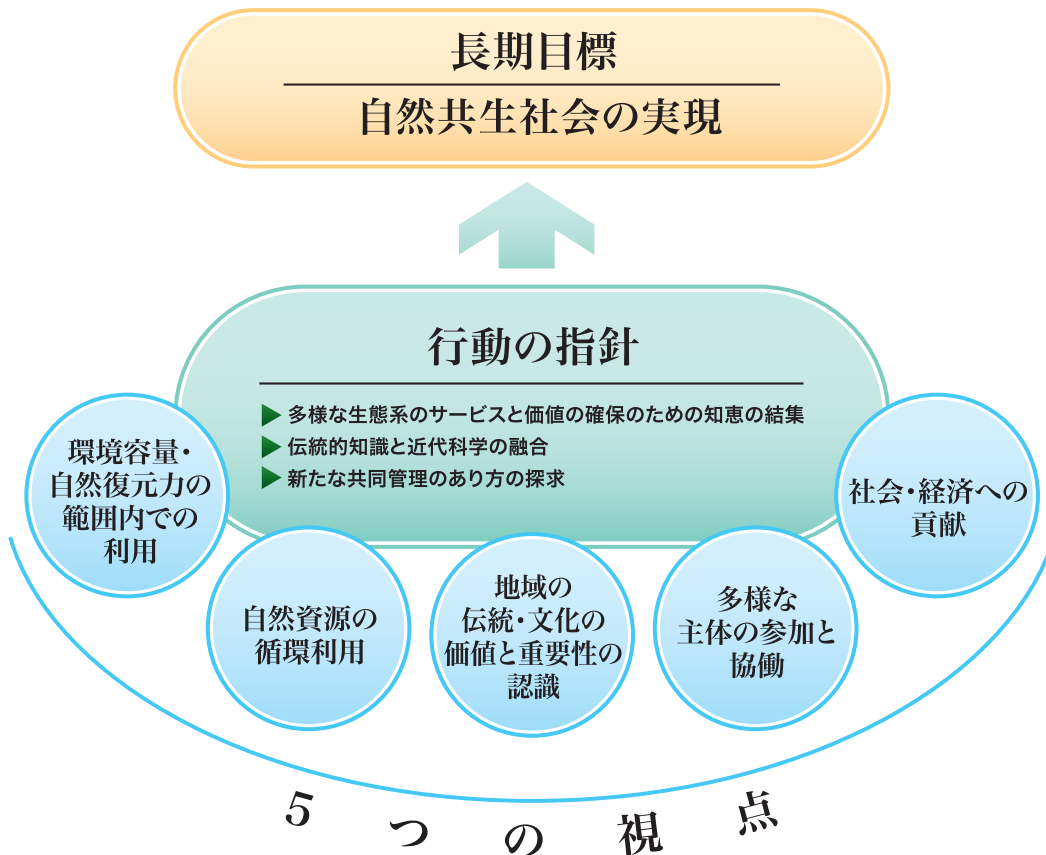 長期目標
自然共生社会の実現
行動の指針
▶多様な生態系のサービスと価値の確保のための知恵の結集
▶伝統的知識と近代科学の融合
▶新たな共同管理のあり方の探求
環境容量・
自然復元力の
範囲内での
利用
自然資源の
循環利用
地域の
伝統・文化の
価値と重要性の
認識
多様な
主体の参加と
協働
社会・経済への
貢献
5つの視点